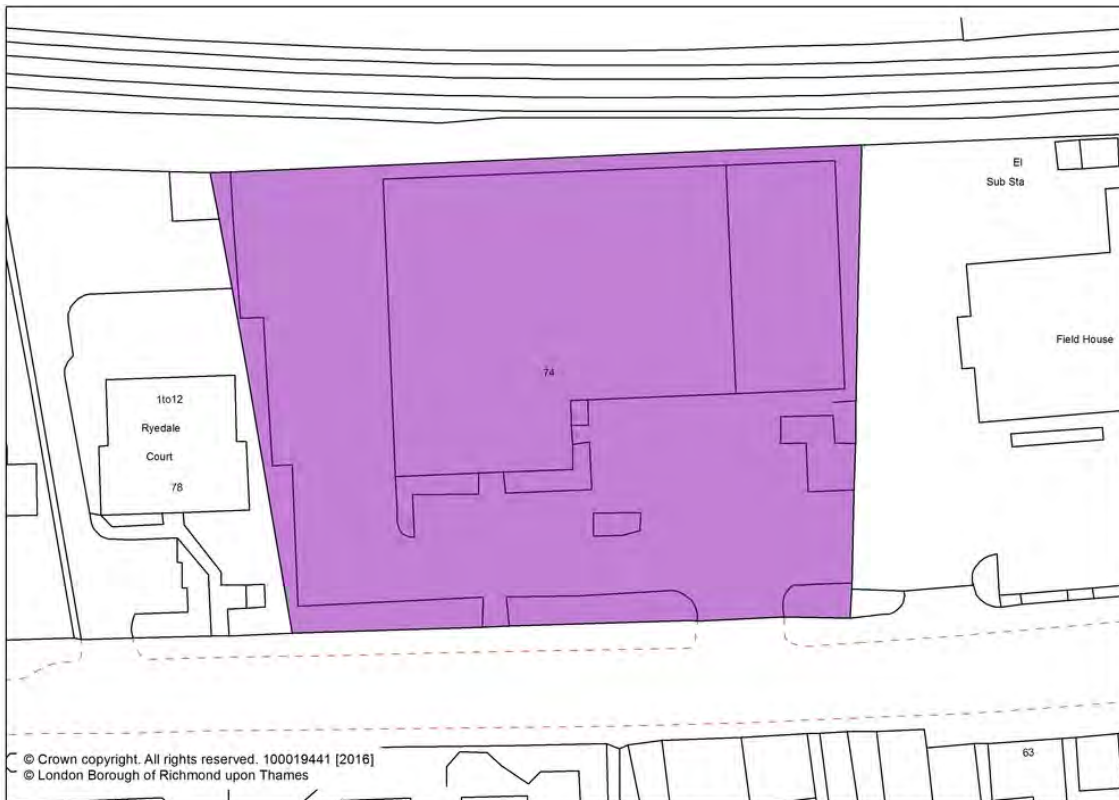 El
Sub Sta
Field House
74
1to12
Ryedale
Court
78
63
© Crown copyright. All rights reserved. 100019441 [2016]
© London Borough of Richmond upon Thames